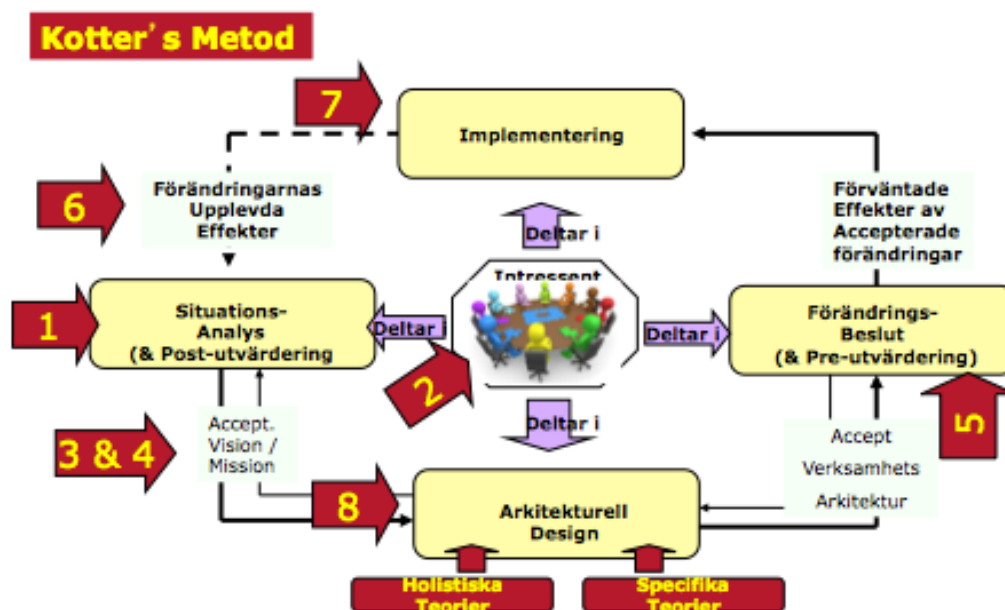 Kotter's Metod
7
Implementering
6
Förändringarnas
Upplevda
Effekter
Förväntade
Effekter av
Accepterade
förändringar
Deltar i
Intressent
1
Situations-
Analys
(& Post-utvärdering
Deltar i
2
Deltar i
Förändrings-
Beslut
(& Pre-utvärdering)
5
3 & 4
Accept.
Vision /
Mission
Deltar i
Accept
Verksamhets
Arkitektur
8
Arkitekturell
Design
Holistiska
Teorier
Specifika
Teorier